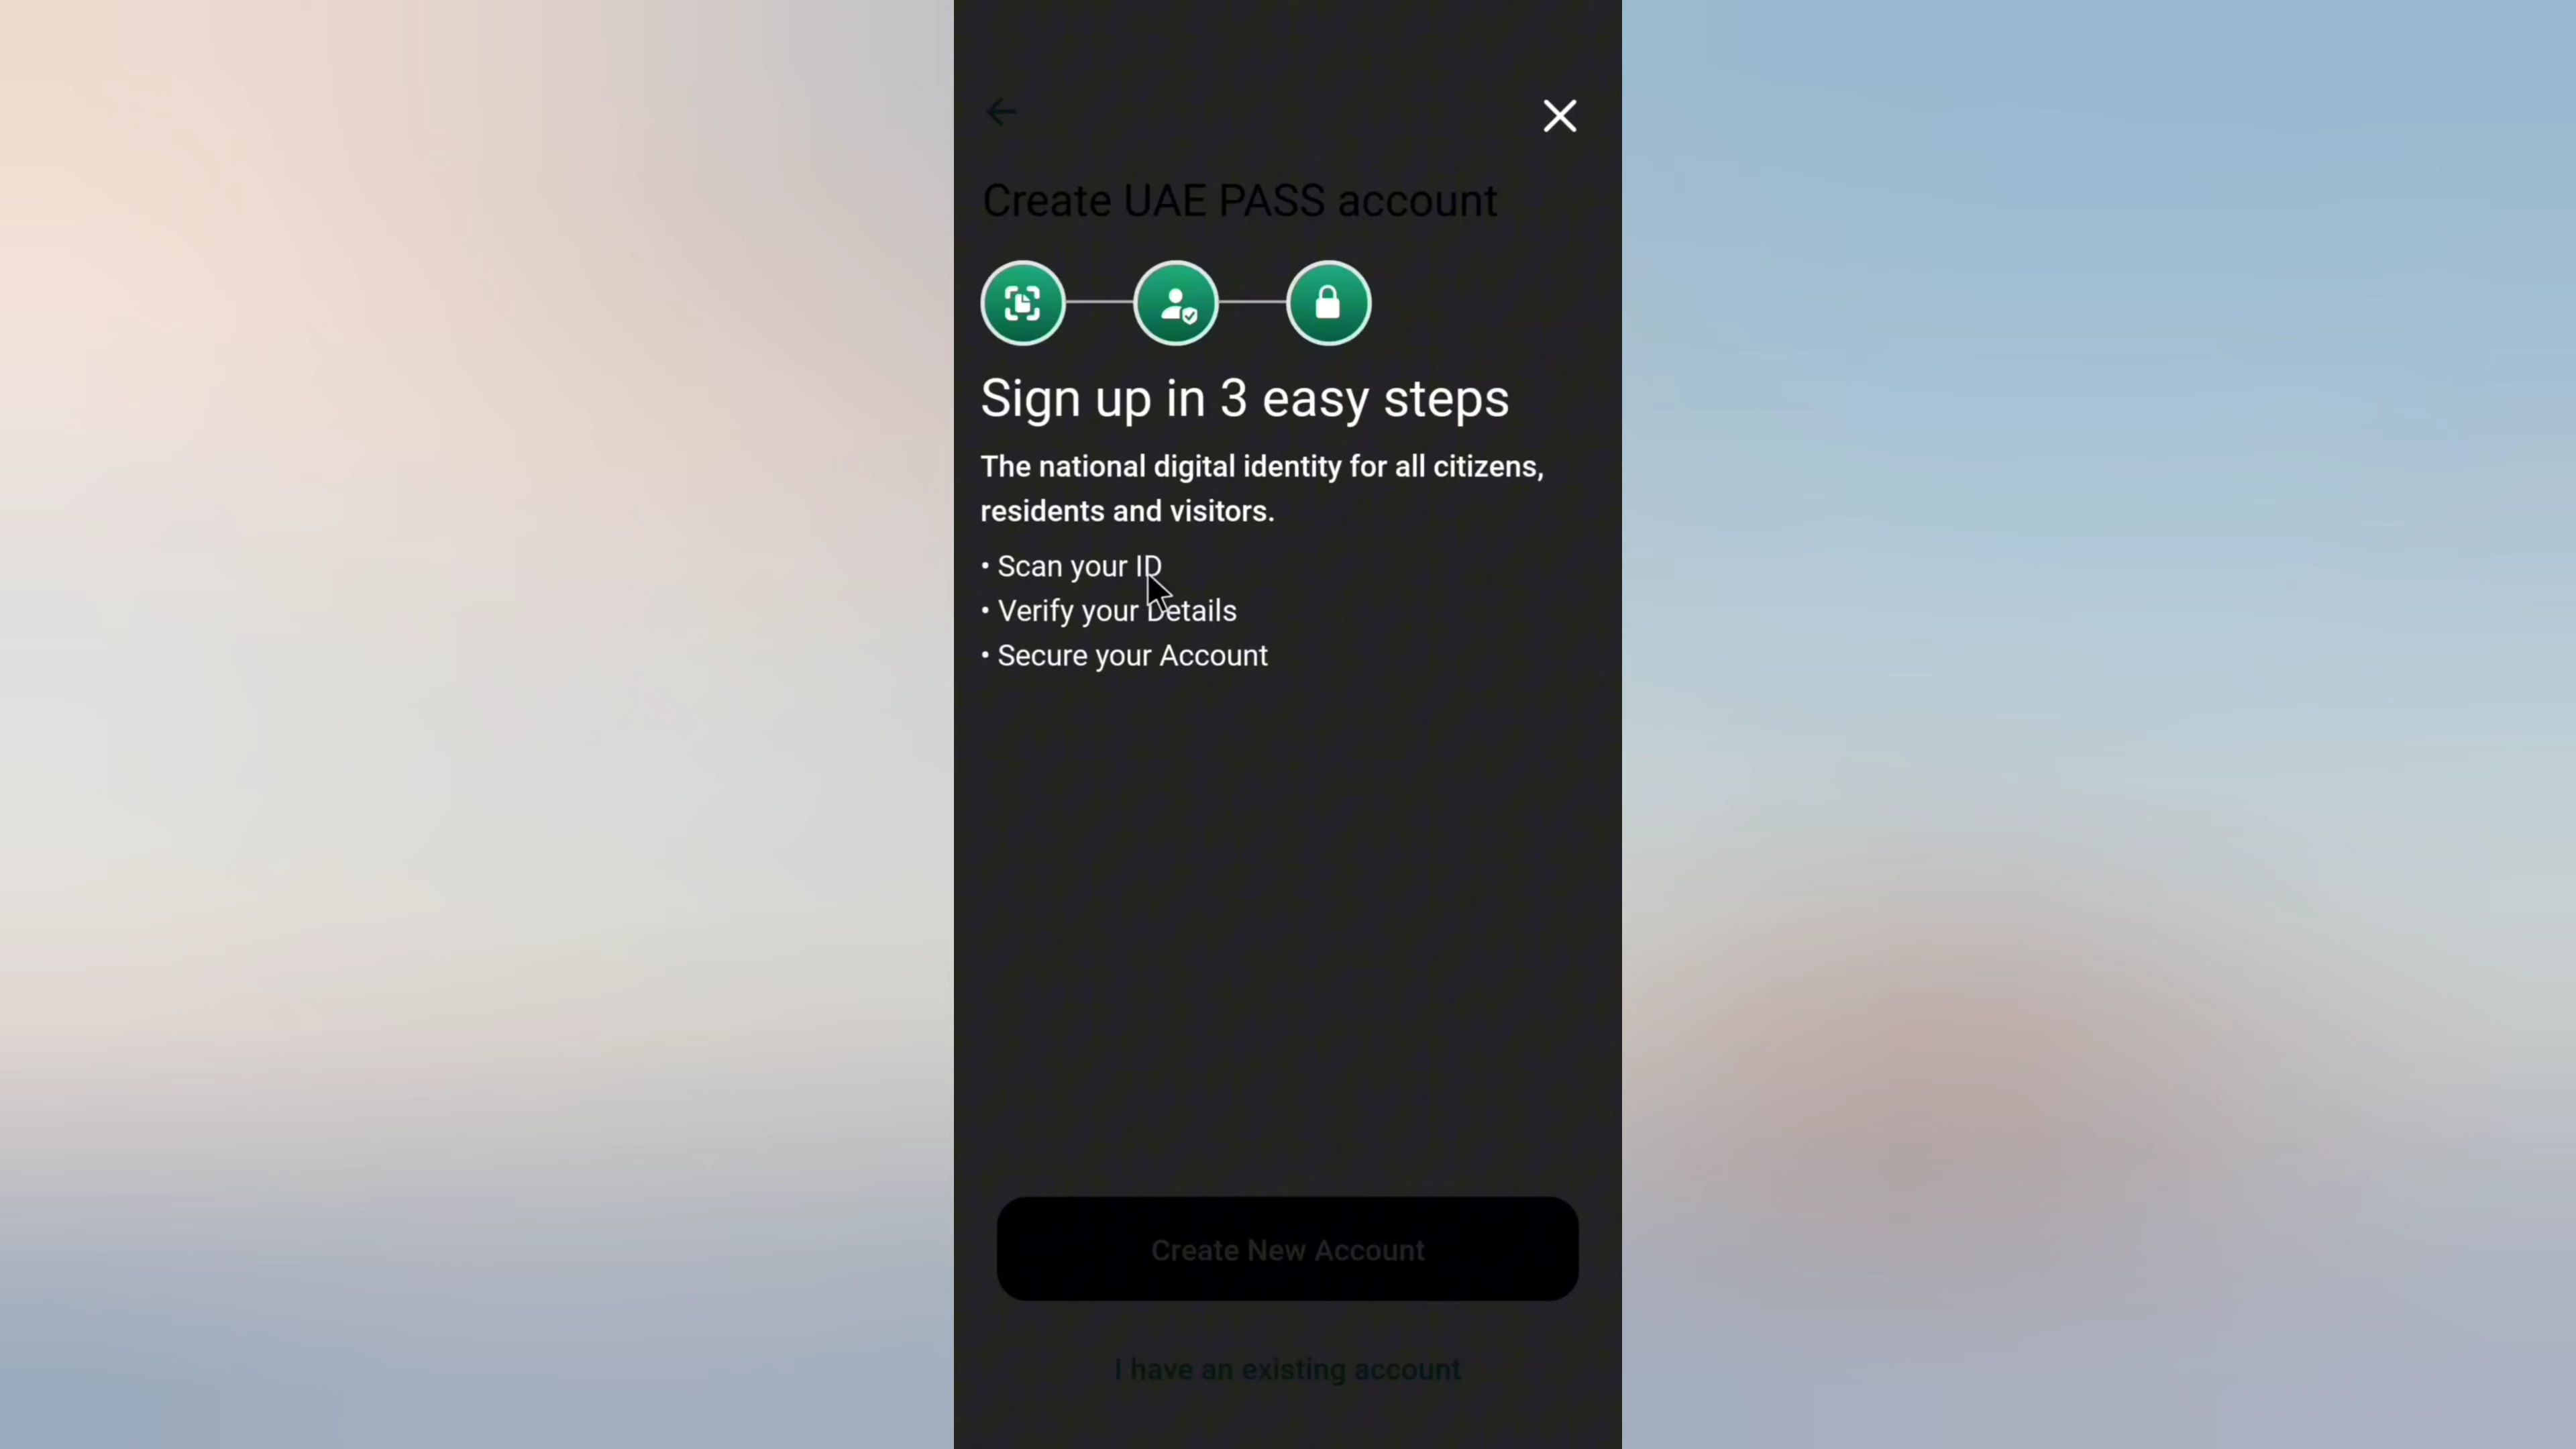 Create UAE PASS account
Sign up in 3 easy steps
The national digital identity for all citizens,
residents and visitors.
• Scan your ID
• Verify your Details
• Secure your Account
Create New Account
I have an existing account